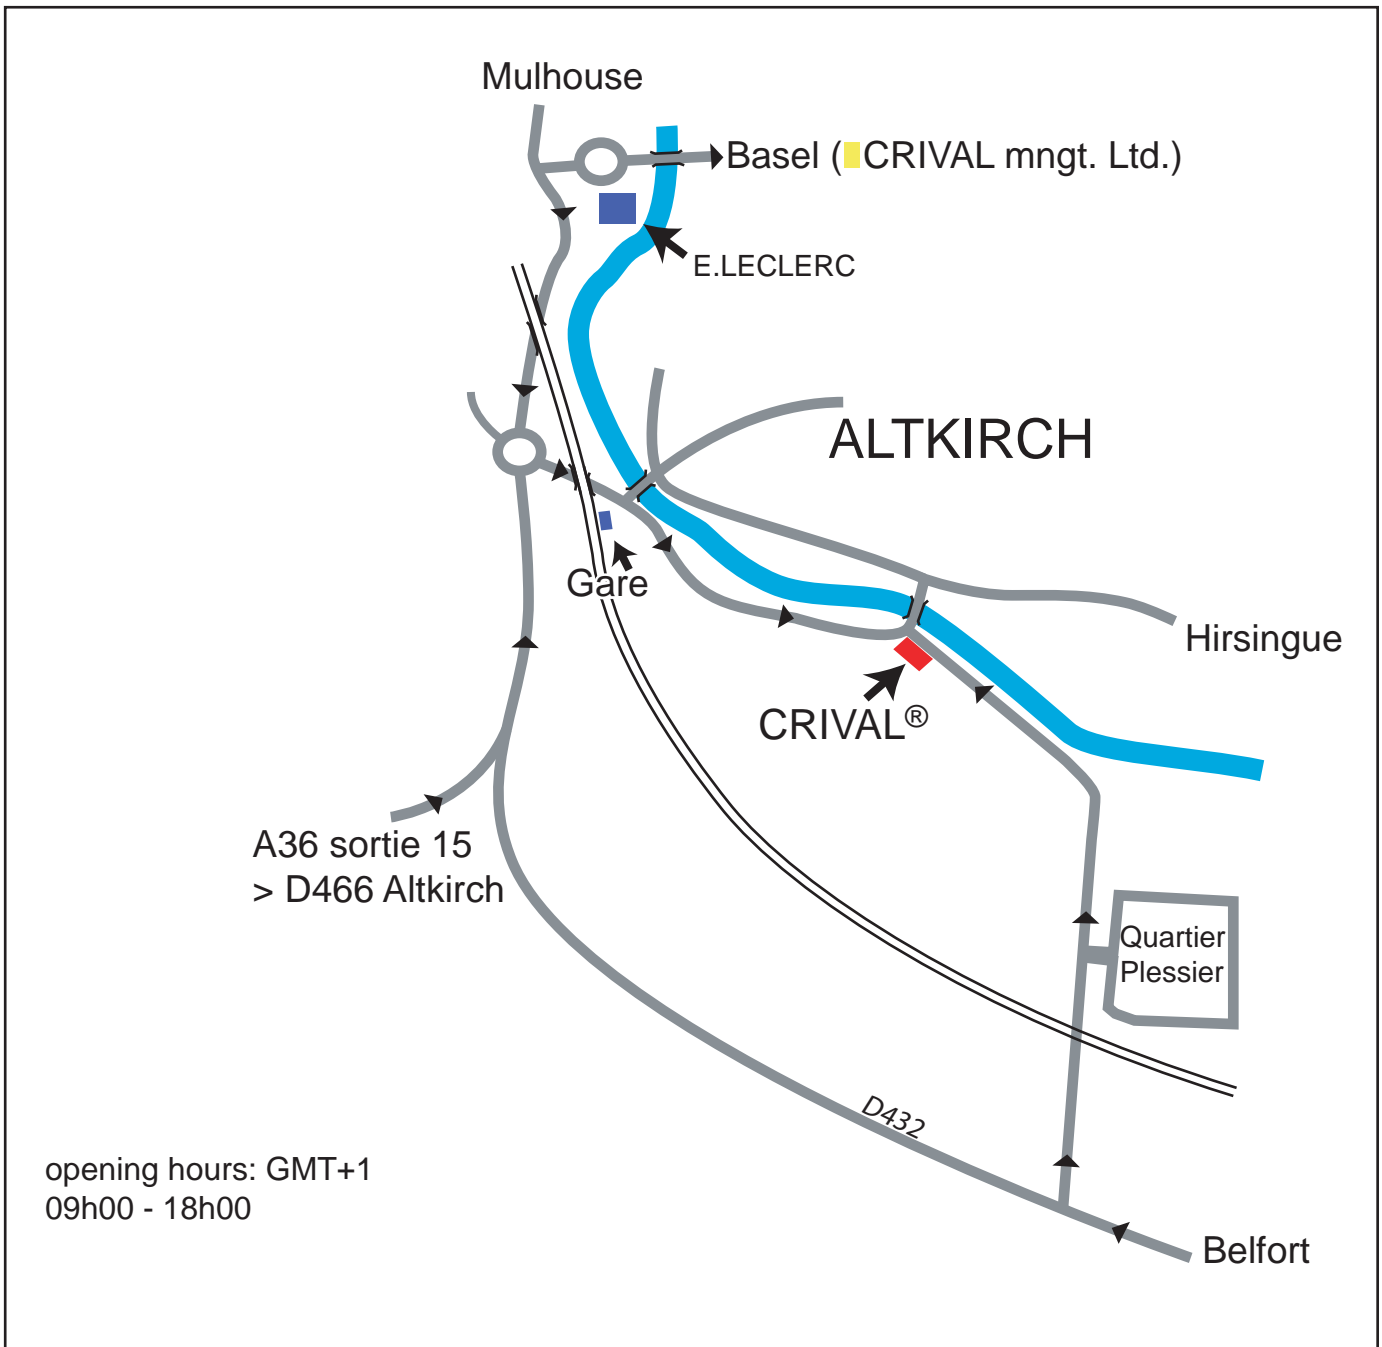 Mulhouse
Basel (CRIVAL mngt. Ltd.)
E.LECLERC
ALTKIRCH
Gare
Hirsingue
CRIVAL®
A36 sortie 15
> D466 Altkirch
Quartier
Plessier
D432
opening hours: GMT+1
09h00 - 18h00
Belfort